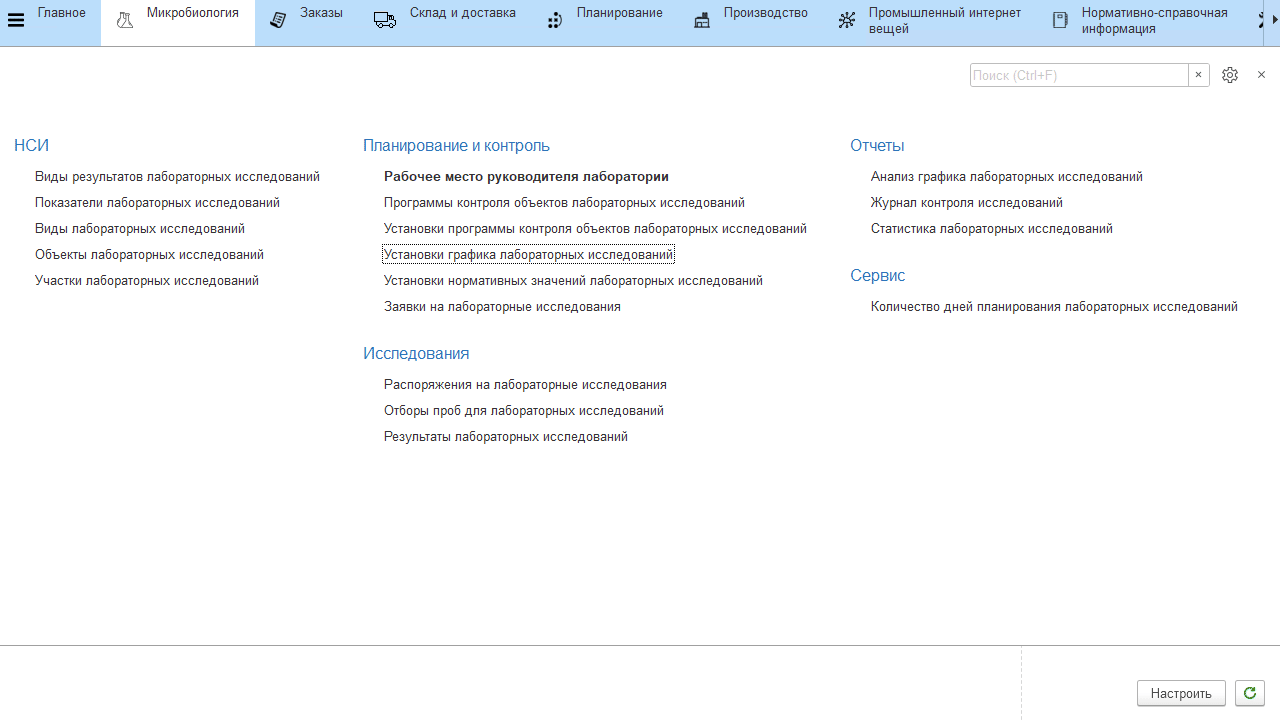 Главное
Микробиология
Заказы
Склад и доставка
Планирование
Производство
Промышленный интернет
вещей
Нормативно-справочная
информация
Поиск (Ctrl+F)
НСИ
Виды результатов лабораторных исследований
Показатели лабораторных исследований
Виды лабораторных исследований
Объекты лабораторных исследований
Участки лабораторных исследований
Планирование и контроль
Рабочее место руководителя лаборатории
Программы контроля объектов лабораторных исследований
Установки программы контроля объектов лабораторных исследований
Установки графика лабораторных исследований
Установки нормативных значений лабораторных исследований
Заявки на лабораторные исследования
Исследования
Распоряжения на лабораторные исследования
Отборы проб для лабораторных исследований
Результаты лабораторных исследований
Отчеты
Анализ графика лабораторных исследований
Журнал контроля исследований
Статистика лабораторных исследований
Сервис
Количество дней планирования лабораторных исследований
Настроить